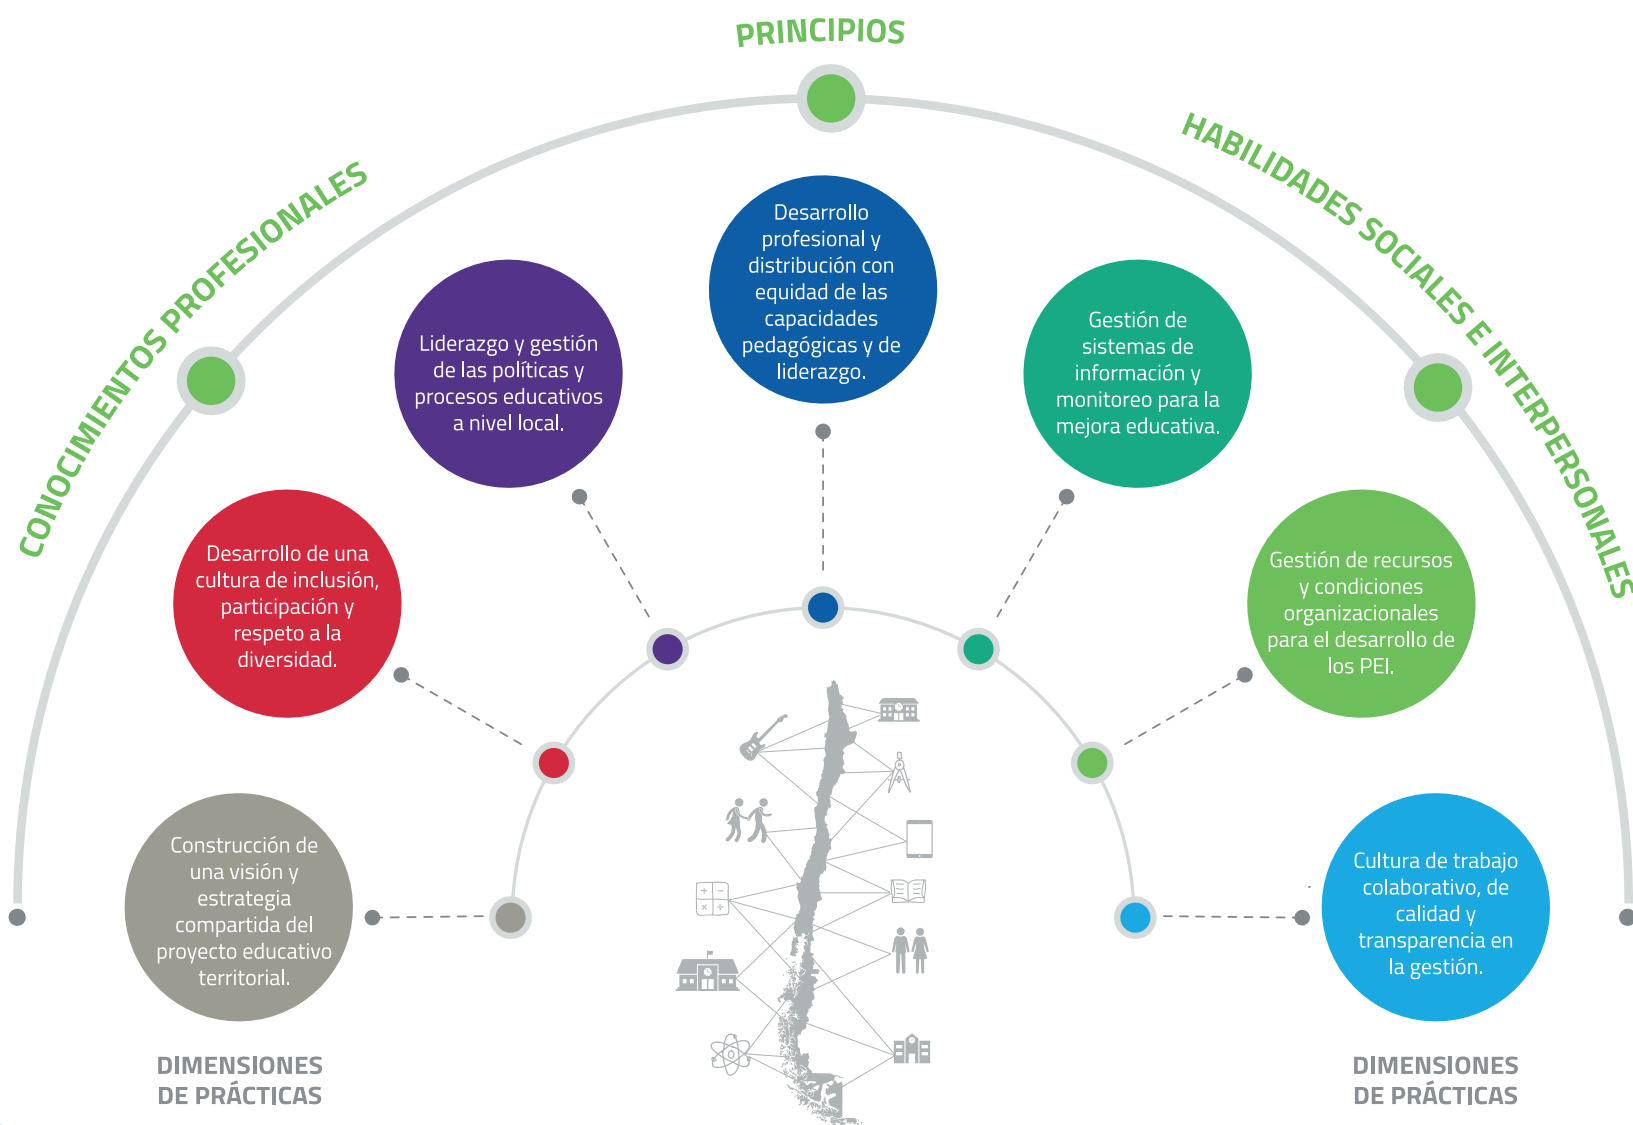 PRINCIPIOS
CONOCIMIENTOS PROFESIONALES
HABILIDADES SOCIALES E INTERPERSONALES
Construcción de
una visión y
estrategia
compartida del
proyecto educativo
territorial.
Desarrollo de una
cultura de inclusión,
participación y
respeto a la
diversidad.
Liderazgo y gestión
de las políticas y
procesos educativos
a nivel local.
Desarrollo
profesional y
distribución con
equidad de las
capacidades
pedagógicas y de
liderazgo.
Gestión de
sistemas de
información y
monitoreo para la
mejora educativa.
Gestión de recursos
y condiciones
organizacionales
para el desarrollo de
los PEI.
Cultura de trabajo
colaborativo, de
calidad y
transparencia en
la gestión.
DIMENSIONES
DE PRÁCTICAS
DIMENSIONES
DE PRÁCTICAS